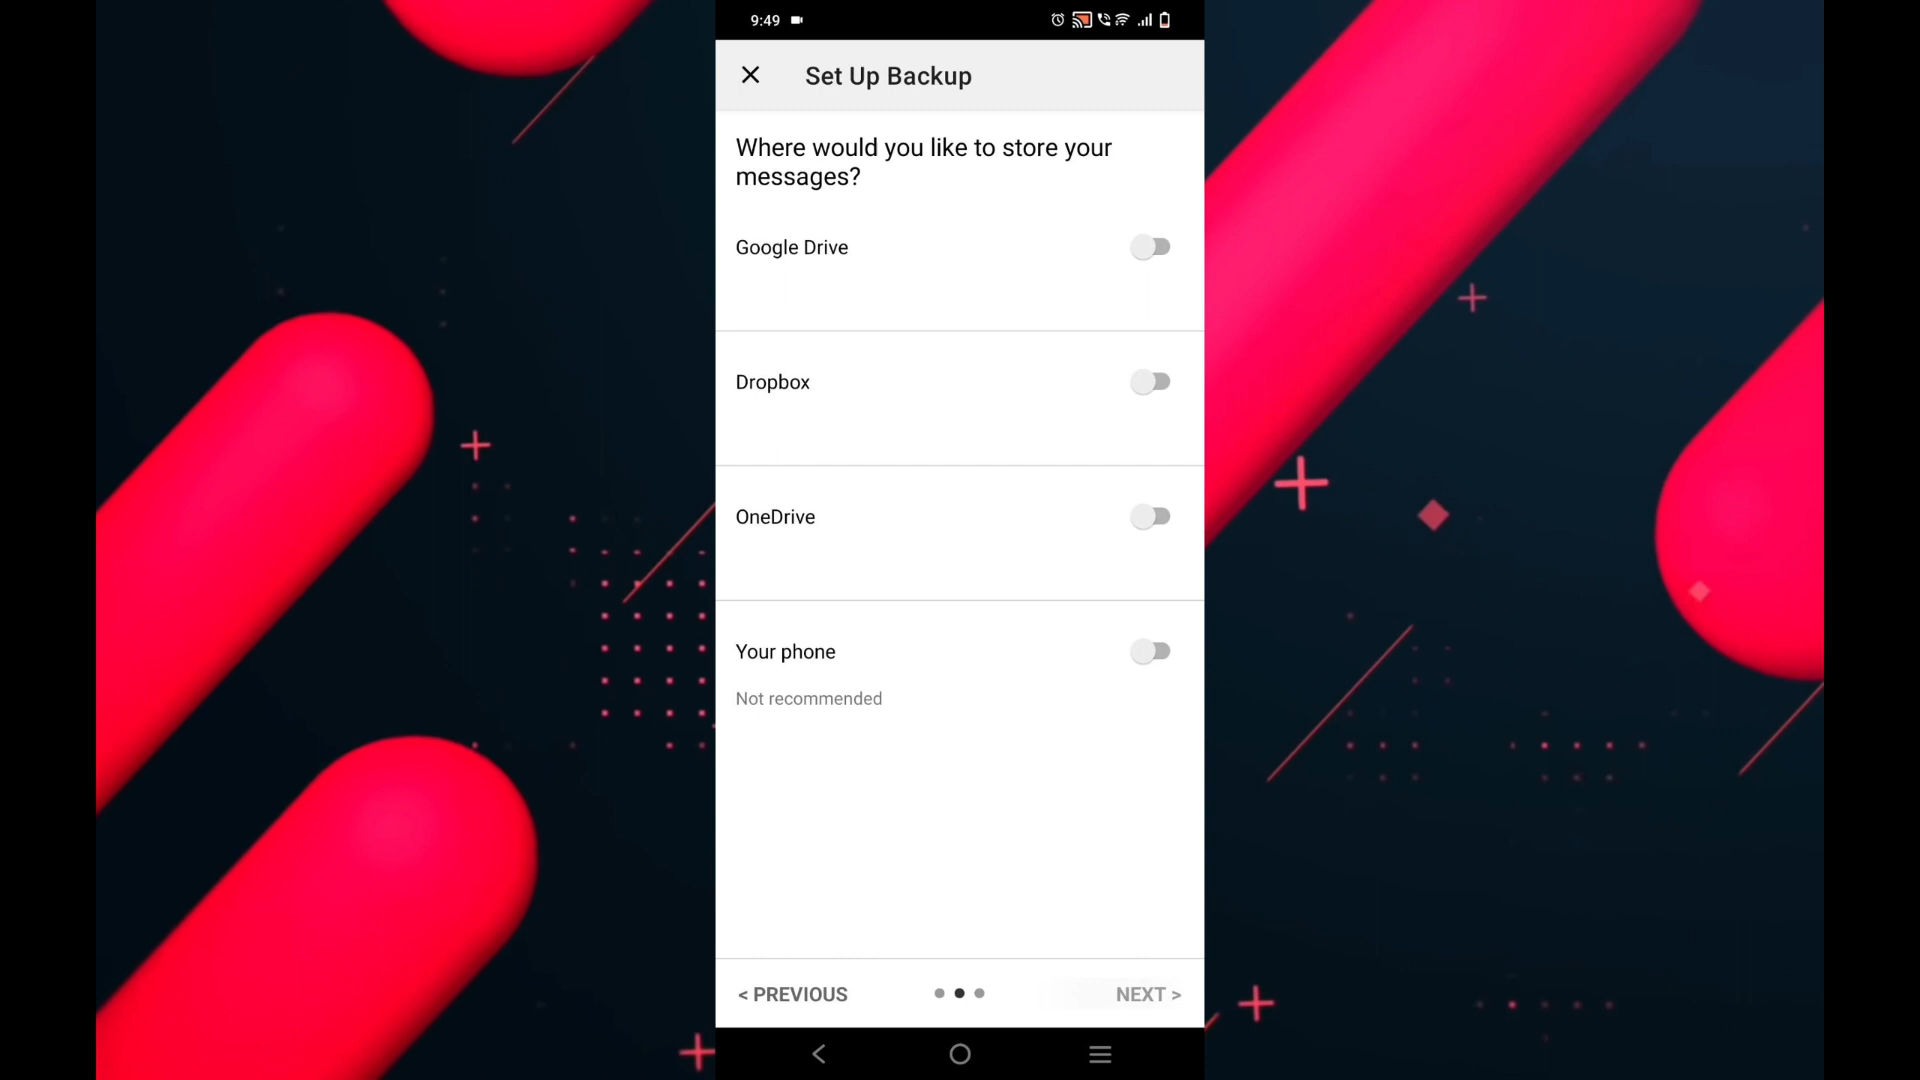 9:49
Set Up Backup
Where would you like to store your
messages?
Google Drive
Dropbox
OneDrive
Your phone
Not recommended
< PREVIOUS
NEXT >